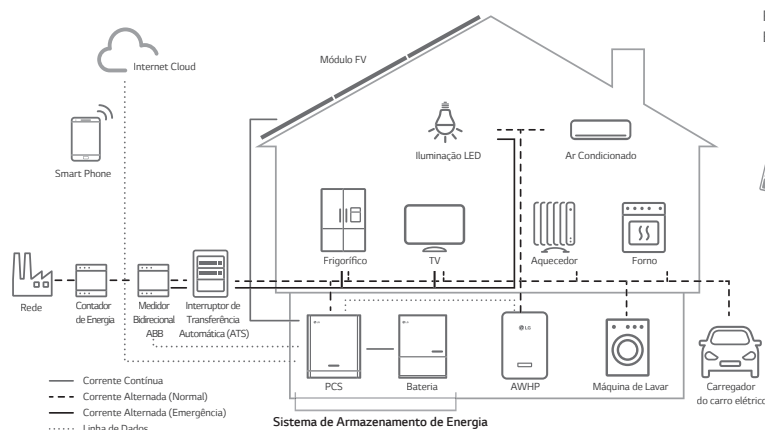 Internet Cloud
Módulo FV
Smart Phone
Iluminação LED
Ar Condicionado
Frigorífico
TV
Aquecedor
Forno
Rede
Contador
de Energia
Medidor
Bidirecional
ABB
Interruptor de
Transferência
Automática (ATS)
LG
PCS
Bateria
AWHP
Máquina de Lavar
Carregador
do carro elétrico
Corrente Contínua
Corrente Alternada (Normal)
Corrente Alternada (Emergência)
Linha de Dados
Sistema de Armazenamento de Energia